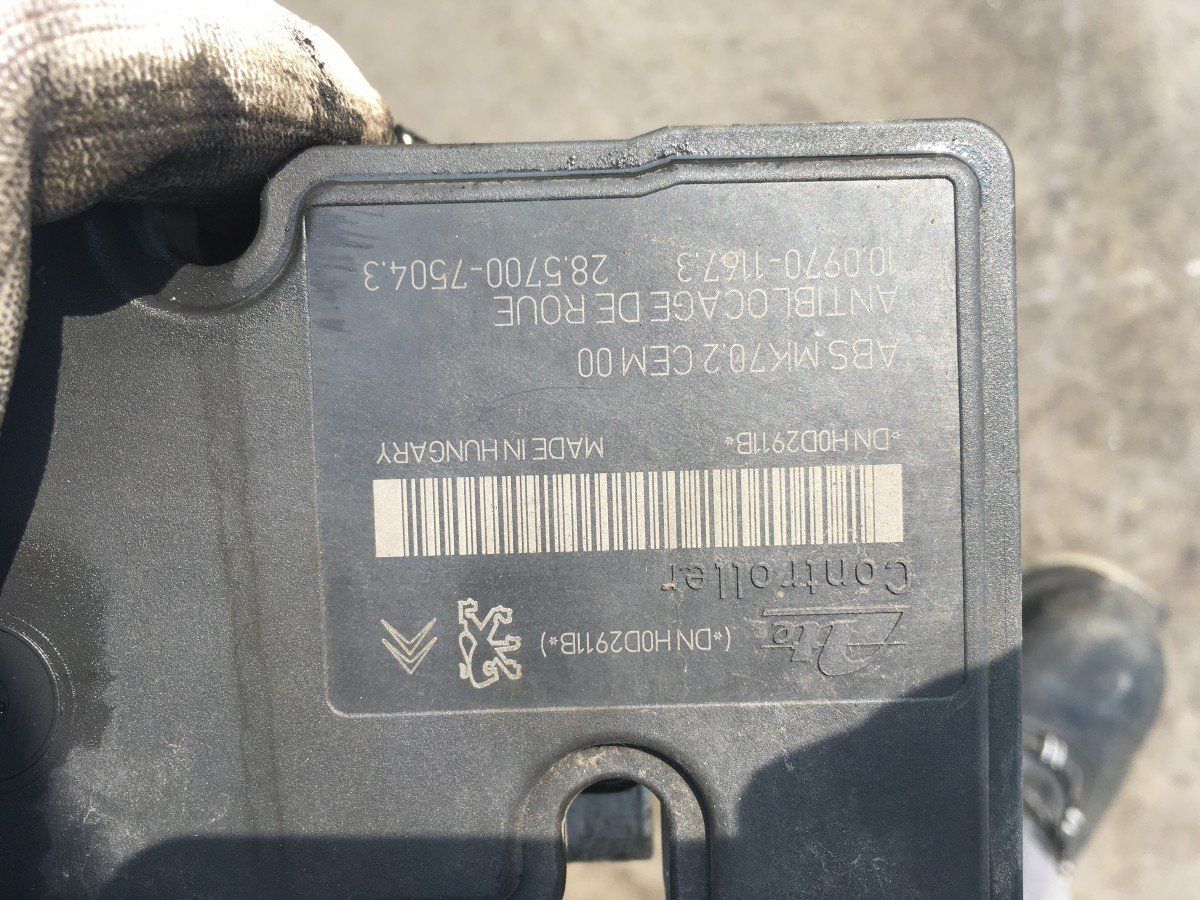 (*DN H0D2911B*)
Ate
Controller
*DN H0D2911B* MADE IN HUNGARY
ABS MK70.2 CEM 00
ANTIBLOCAGE DE ROUE
10.0970-1167.3 28.5700-7504.3